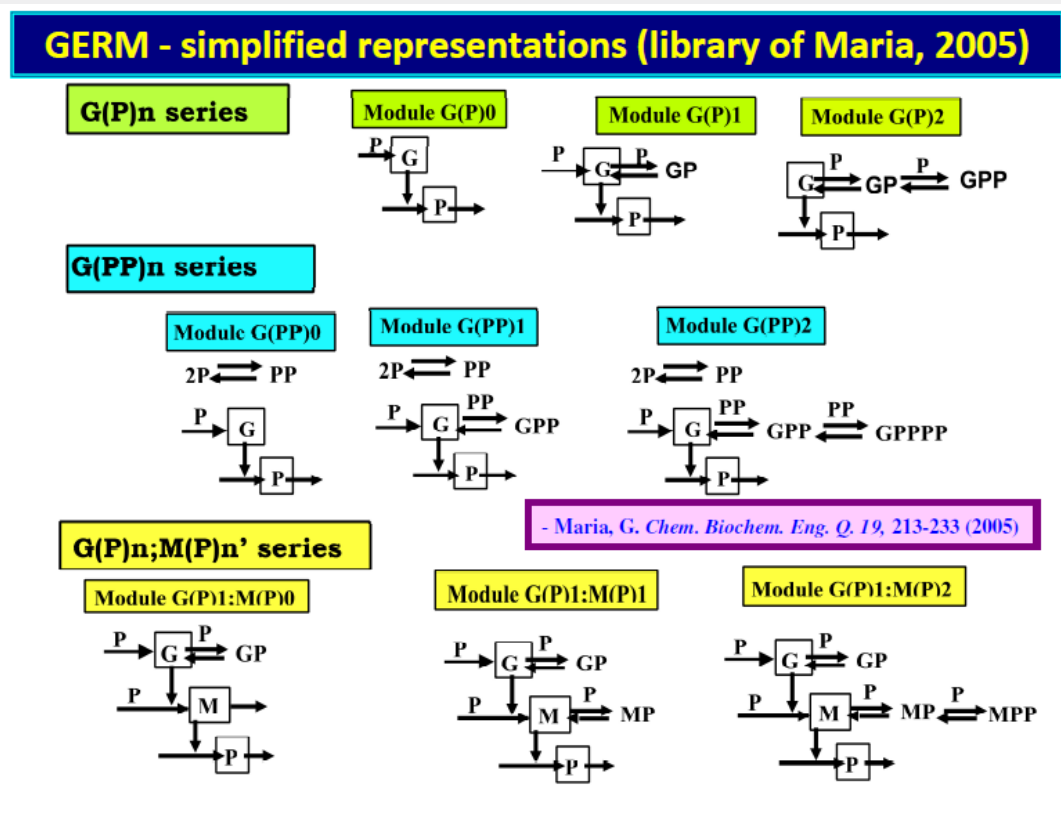 GERM - simplified representations (library of Maria, 2005)
G(P)n series
Module G(P)0
Module G(P)1
Module G(P)2
P G
P
P G P GP
P
G P GP P GPP
P
G(PP)n series
Module G(PP)0
Module G(PP)1
Module G(PP)2
2P PP
2P PP
2P PP
P G
P
P G PP GPP
P
P G PP GPP PP GPPPP
P
- Maria, G. Chem. Biochem. Eng. Q. 19, 213-233 (2005)
G(P)n;M(P)n' series
Module G(P)1:M(P)0
Module G(P)1:M(P)1
Module G(P)1:M(P)2
P G P GP
P M
P
P G P GP
P M P MP
P
P G P GP
P M P MP P MPP
P